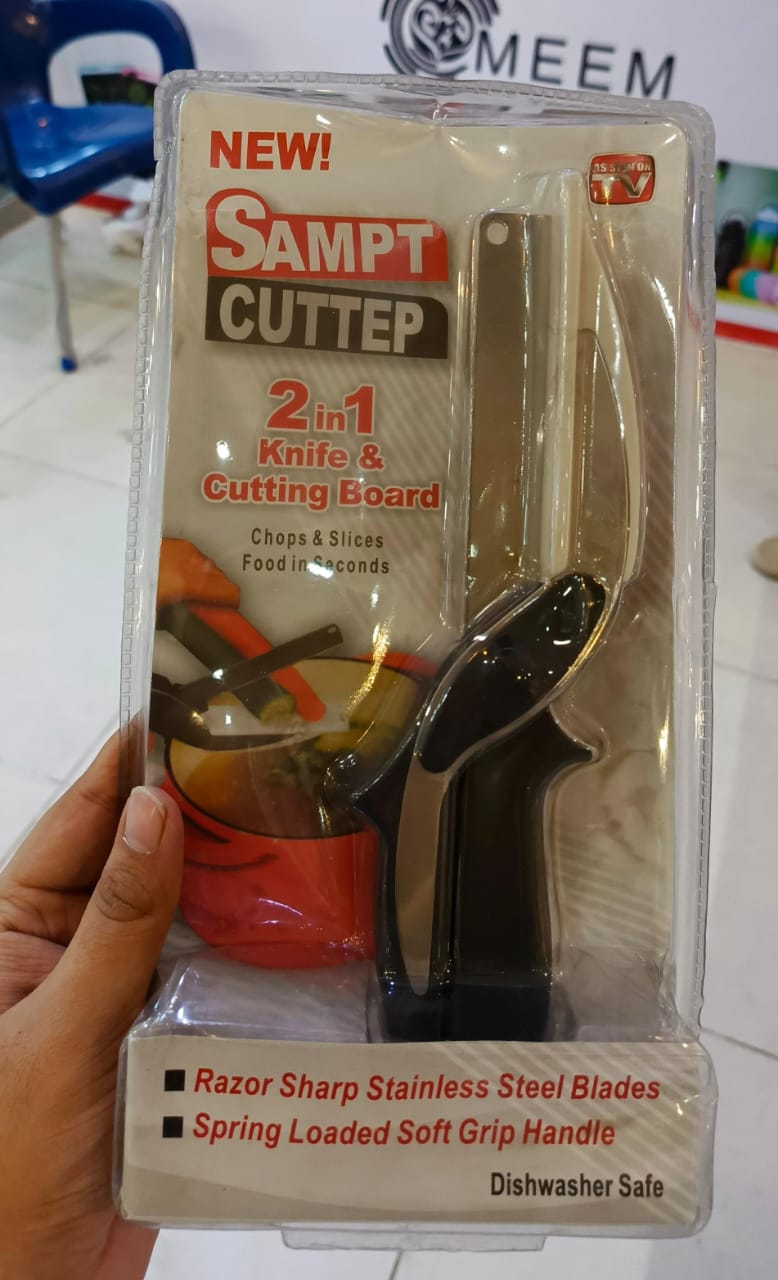 MEEM
NEW!
AS SEEN ON
TV
SAMPT
CUTTEP
2 in 1
Knife &
Cutting Board
Chops & Slices
Food in Seconds
Razor Sharp Stainless Steel Blades
Spring Loaded Soft Grip Handle
Dishwasher Safe